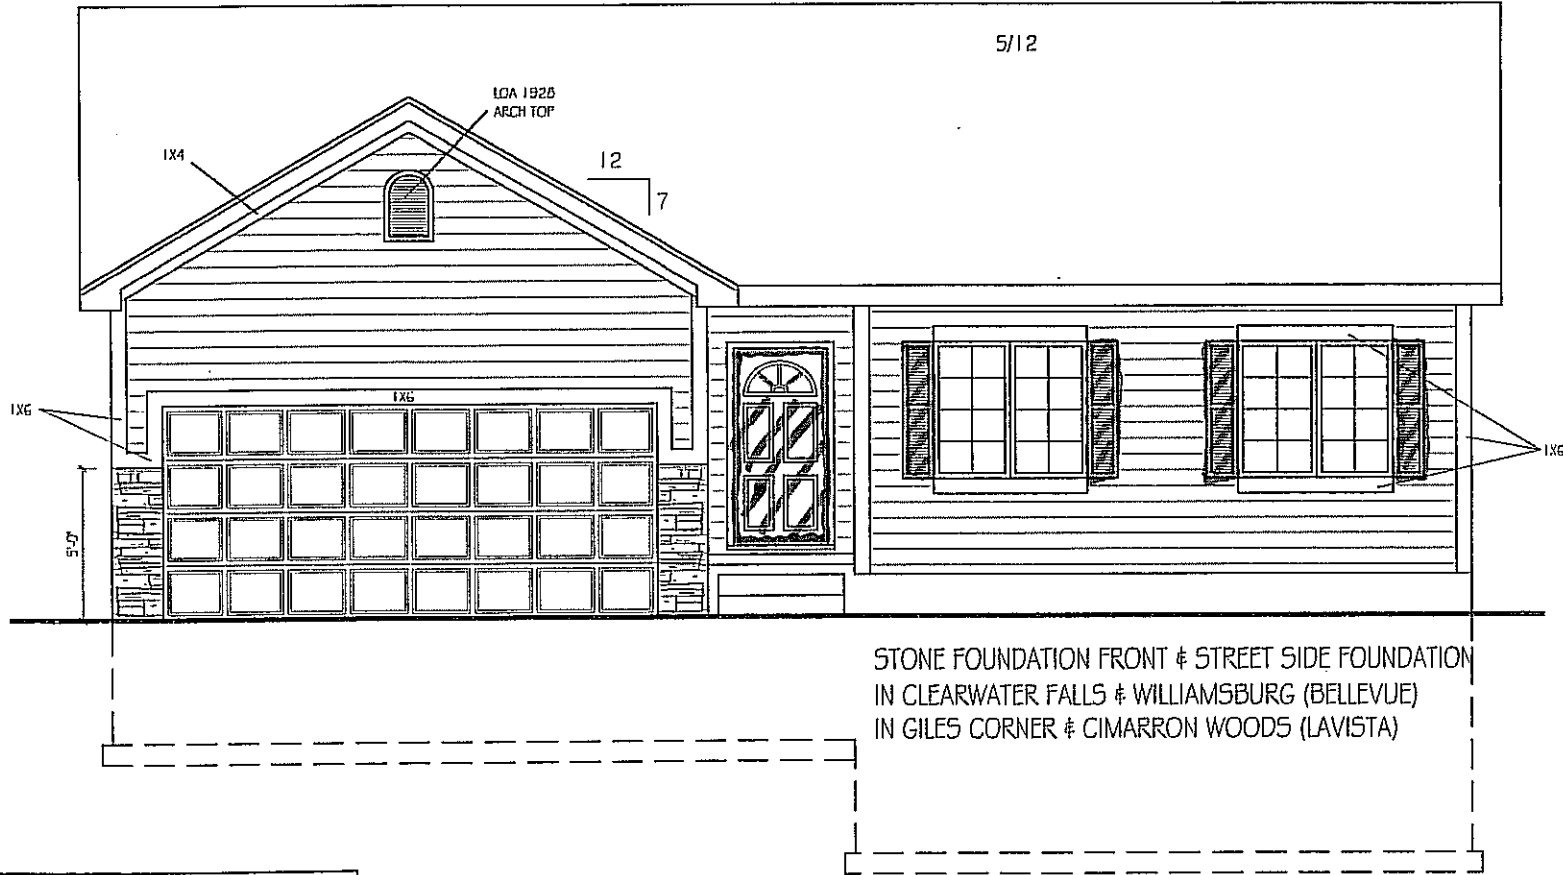 5/12
LOA 1928
ARCH TOP
1X4
12
7
1X6
1X6
1X6
5'-0"
STONE FOUNDATION FRONT & STREET SIDE FOUNDATION
IN CLEARWATER FALLS & WILLIAMSBURG (BELLEVUE)
IN GILES CORNER & CIMARRON WOODS (LAVISTA)